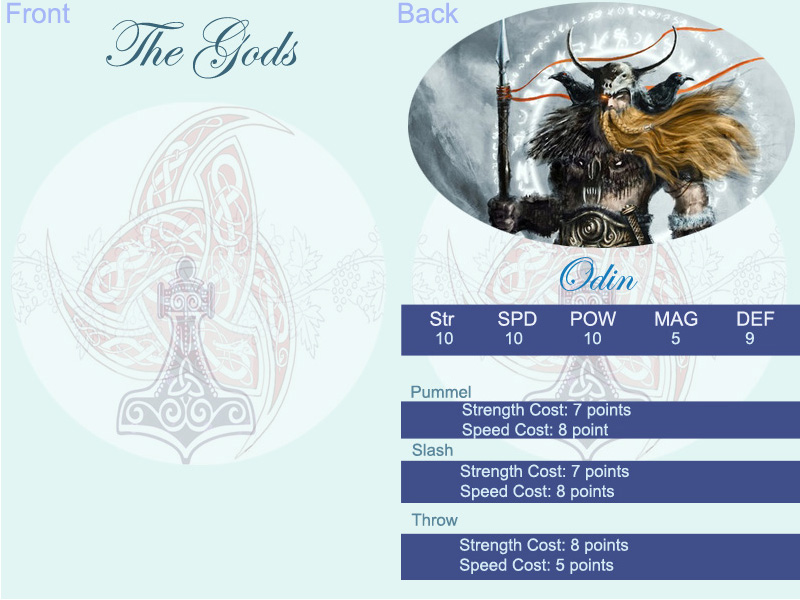 Front
The Gods
Back
Odin
Str SPD POW MAG DEF
10 10 10 5 9
Pummel
Strength Cost: 7 points
Speed Cost: 8 point
Slash
Strength Cost: 7 points
Speed Cost: 8 points
Throw
Strength Cost: 8 points
Speed Cost: 5 points